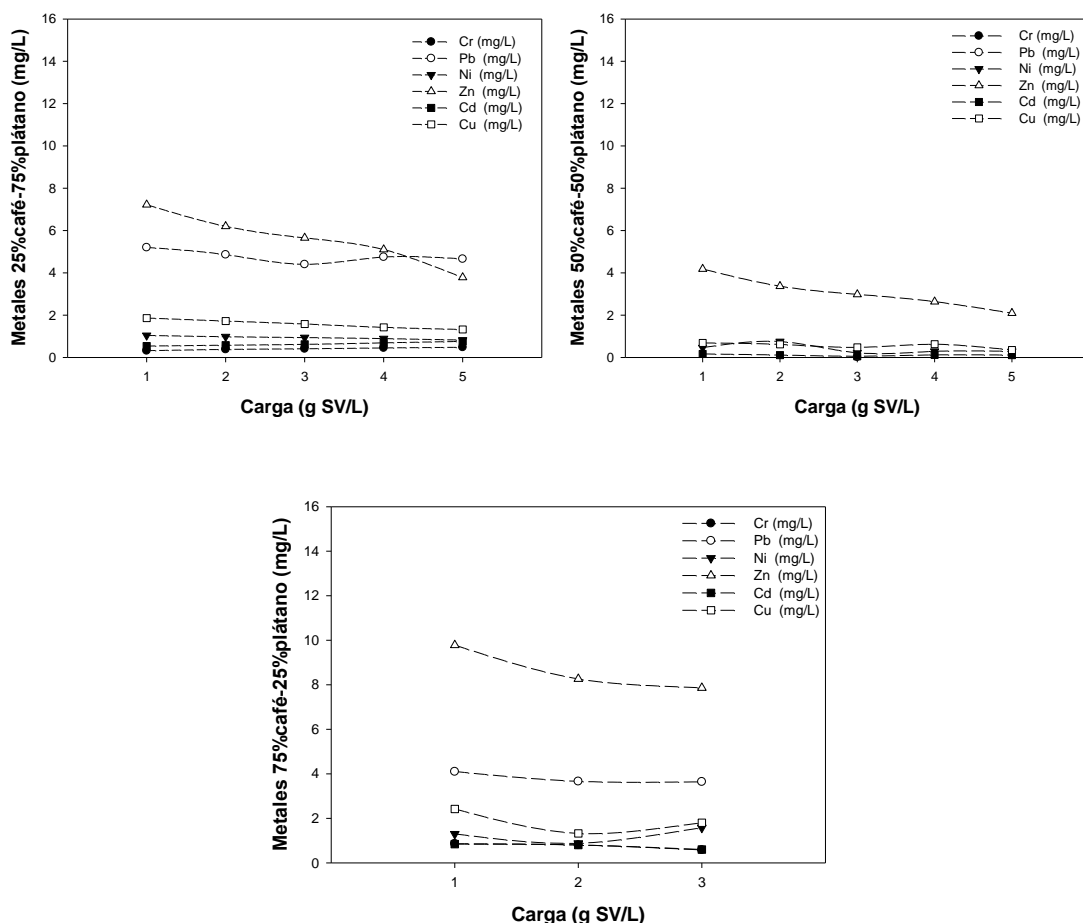 Metales 25%café-75%plátano (mg/L)
16
14
12
10
8
6
4
2
0
1 2 3 4 5
Carga (g SV/L)
Cr (mg/L)
Pb (mg/L)
Ni (mg/L)
Zn (mg/L)
Cd (mg/L)
Cu (mg/L)
Metales 50%café-50%plátano (mg/L)
16
14
12
10
8
6
4
2
0
1 2 3 4 5
Carga (g SV/L)
Cr (mg/L)
Pb (mg/L)
Ni (mg/L)
Zn (mg/L)
Cd (mg/L)
Cu (mg/L)
Metales 75%café-25%plátano (mg/L)
16
14
12
10
8
6
4
2
0
1 2 3
Carga (g SV/L)
Cr (mg/L)
Pb (mg/L)
Ni (mg/L)
Zn (mg/L)
Cd (mg/L)
Cu (mg/L)